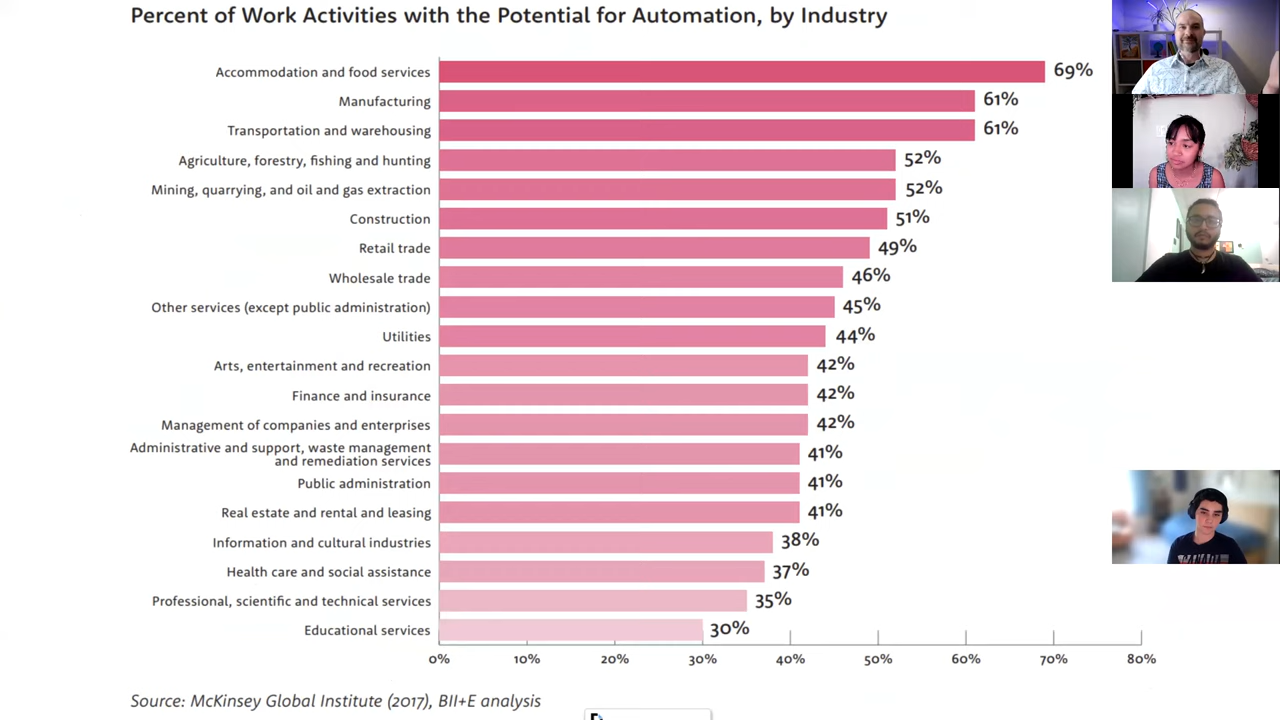 Percent of Work Activities with the Potential for Automation, by Industry
Accommodation and food services 69%
Manufacturing 61%
Transportation and warehousing 61%
Agriculture, forestry, fishing and hunting 52%
Mining, quarrying, and oil and gas extraction 52%
Construction 51%
Retail trade 49%
Wholesale trade 46%
Other services (except public administration) 45%
Utilities 44%
Arts, entertainment and recreation 42%
Finance and insurance 42%
Management of companies and enterprises 42%
Administrative and support, waste management
and remediation services 41%
Public administration 41%
Real estate and rental and leasing 41%
Information and cultural industries 38%
Health care and social assistance 37%
Professional, scientific and technical services 35%
Educational services 30%
0% 10% 20% 30% 40% 50% 60% 70% 80%
Source: McKinsey Global Institute (2017), BII+E analysis